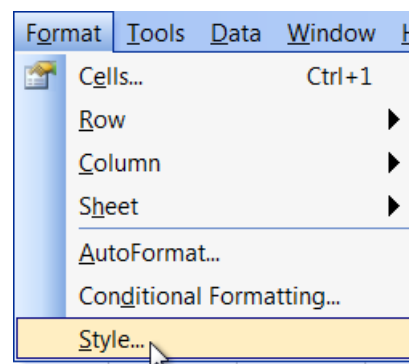 Format Tools Data Window H
Cells... Ctrl+1
Row
Column
Sheet
AutoFormat...
Conditional Formatting...
Style...